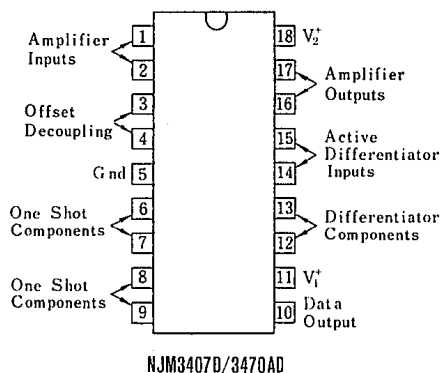 Amplifier
Inputs
Offset
Decoupling
Gnd
One Shot
Components
One Shot
Components
1
2
3
4
5
6
7
8
9
18
17
16
15
14
13
12
11
10
V₂⁺
Amplifier
Outputs
Active
Differentiator
Inputs
Differentiator
Components
V₁⁺
Data
Output
NJM3407D/3470AD